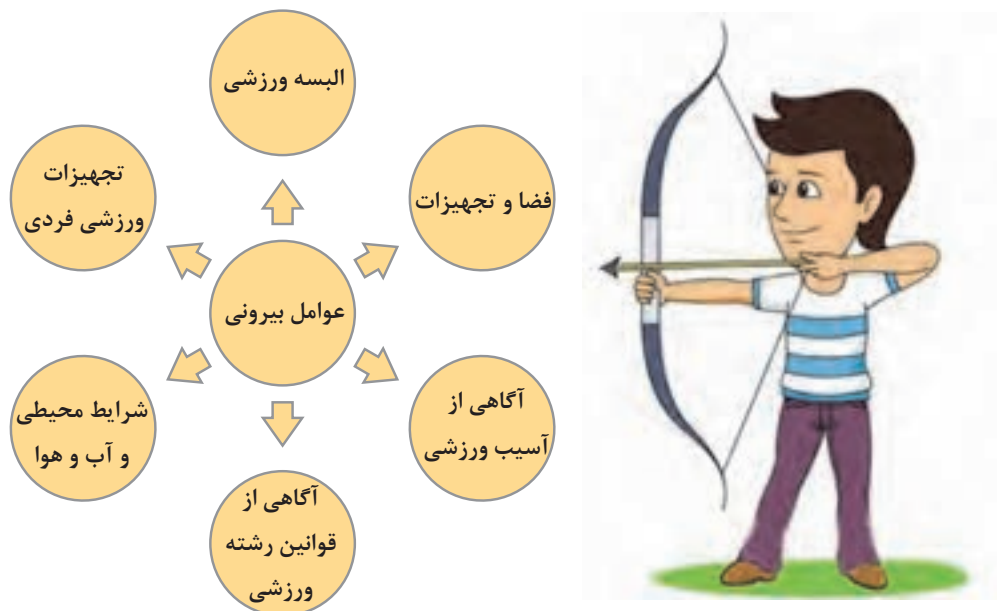 البسه ورزشی
تجهیزات
ورزشی فردی
فضا و تجهیزات
عوامل بیرونی
شرایط محیطی
و آب و هوا
آگاهی از
آسیب ورزشی
آگاهی از
قوانین رشته
ورزشی